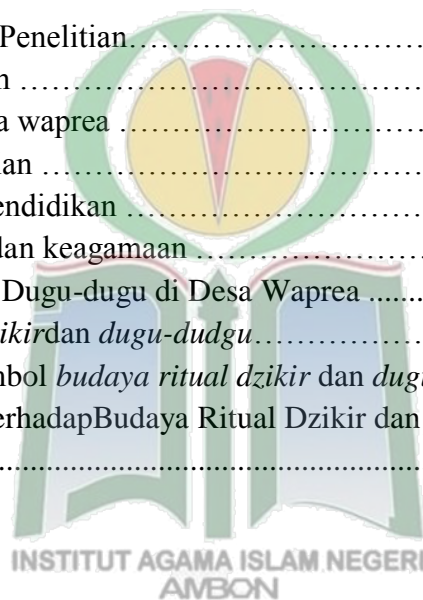 Penelitian…………………………
n …………………………………
a waprea …………………………
an …………………………………
endidikan …………………………
dan keagamaan ……………………
Dugu-dugu di Desa Waprea ........
ikirdan dugu-dudgu…………………
nbol budaya ritual dzikir dan dugu
erhadapBudaya Ritual Dzikir dan
........................................................
INSTITUT AGAMA ISLAM NEGERI
AMBON